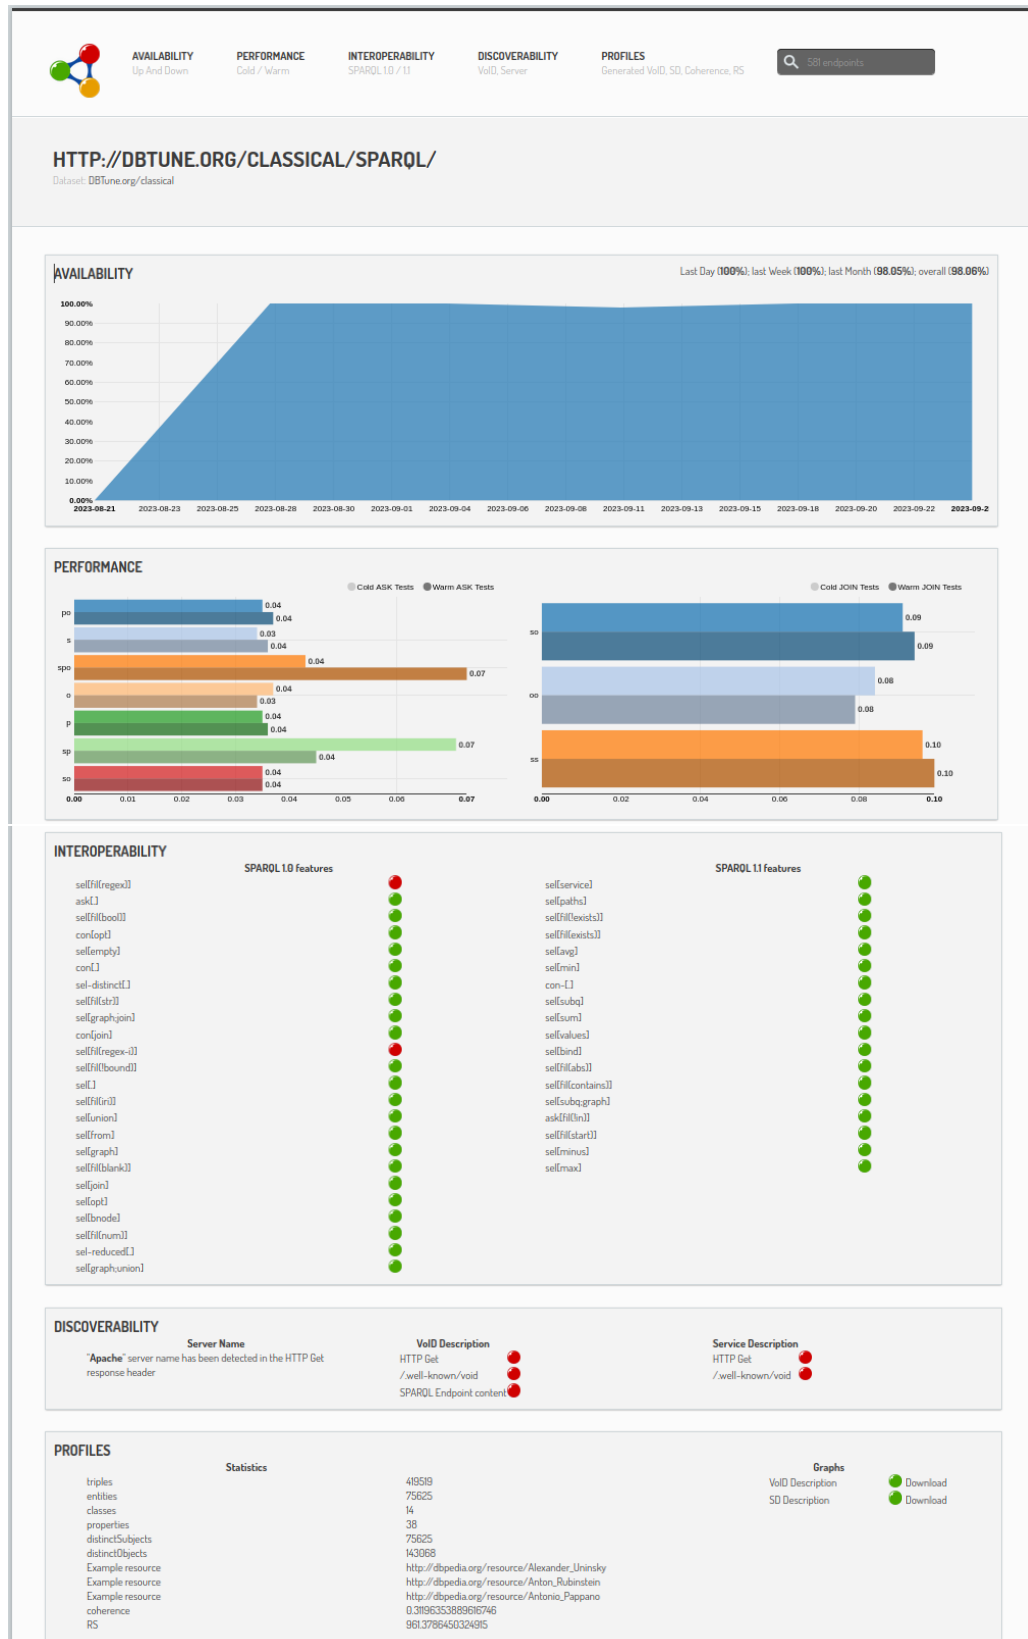 AVAILABILITY PERFORMANCE INTEROPERABILITY DISCOVERABILITY PROFILES
Up And Down Cold / Warm SPARQL 1.0 / 1.1 VoID, Server Generated VoID, SD, Coherence, RS
581 endpoints
HTTP://DBTUNE.ORG/CLASSICAL/SPARQL/
Dataset: DBTune.org/classical
AVAILABILITY
Last Day (100%); last Week (100%); last Month (98.05%); overall (98.06%)
100.00%
90.00%
80.00%
70.00%
60.00%
50.00%
40.00%
30.00%
20.00%
10.00%
0.00%
2023-08-21 2023-08-23 2023-08-25 2023-08-28 2023-08-30 2023-09-01 2023-09-04 2023-09-06 2023-09-08 2023-09-11 2023-09-13 2023-09-15 2023-09-18 2023-09-20 2023-09-22 2023-09-2
PERFORMANCE
Cold ASK Tests Warm ASK Tests
po 0.04
0.04
s 0.03
0.04
spo 0.04
0.07
o 0.04
0.03
p 0.04
0.04
sp 0.07
0.04
so 0.04
0.04
0.00 0.01 0.02 0.03 0.04 0.05 0.06 0.07
Cold JOIN Tests Warm JOIN Tests
so 0.09
0.09
oo 0.08
0.08
ss 0.10
0.10
0.00 0.02 0.04 0.06 0.08 0.10
INTEROPERABILITY
SPARQL 1.0 features
sel[fil(regex)]
ask[.]
sel[fil(bool)]
con[opt]
sel[empty]
con[.]
sel-distinct[.]
sel[fil(str)]
sel[graph;join]
con[join]
sel[fil(regex-i)]
sel[fil(!bound)]
sel[.]
sel[fil(iri)]
sel[union]
sel[from]
sel[graph]
sel[fil(blank)]
sel[join]
sel[opt]
sel[bnode]
sel[fil(num)]
sel-reduced[.]
sel[graph;union]
SPARQL 1.1 features
sel[service]
sel[paths]
sel[fil(!exists)]
sel[fil(exists)]
sel[avg]
sel[min]
con-[.]
sel[subq]
sel[sum]
sel[values]
sel[bind]
sel[fil(abs)]
sel[fil(contains)]
sel[subq;graph]
ask[fil(!in)]
sel[fil(start)]
sel[minus]
sel[max]
DISCOVERABILITY
Server Name
"Apache" server name has been detected in the HTTP Get
response header
VoID Description
HTTP Get
/.well-known/void
SPARQL Endpoint content
Service Description
HTTP Get
/.well-known/void
PROFILES
Statistics
triples 419519
entities 75625
classes 14
properties 38
distinctSubjects 75625
distinctObjects 143068
Example resource http://dbpedia.org/resource/Alexander_Uninsky
Example resource http://dbpedia.org/resource/Anton_Rubinstein
Example resource http://dbpedia.org/resource/Antonio_Pappano
coherence 0.31196353889616746
RS 961.3786450324915
Graphs
VoID Description Download
SD Description Download